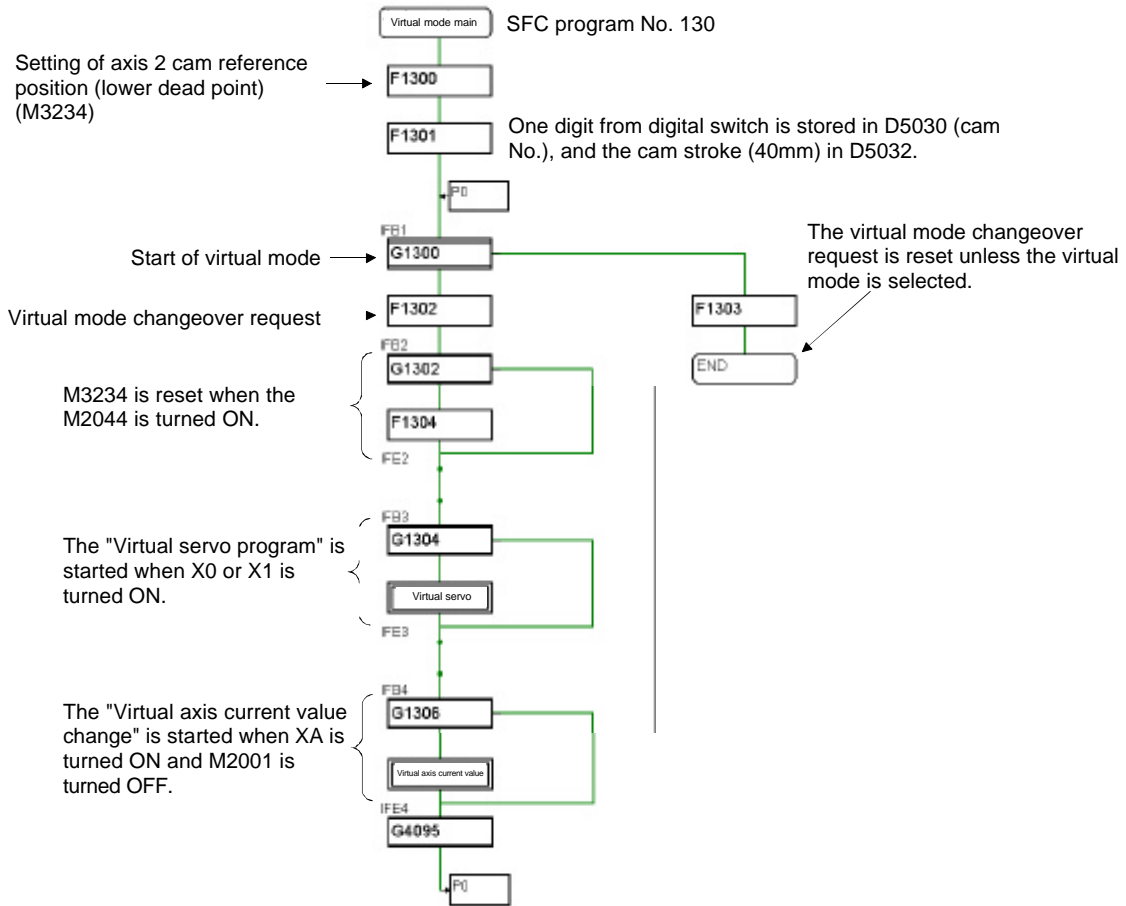 Virtual mode main
SFC program No. 130
Setting of axis 2 cam reference
position (lower dead point)
(M3234)
F1300
F1301
One digit from digital switch is stored in D5030 (cam
No.), and the cam stroke (40mm) in D5032.
P0
IFB1
Start of virtual mode
G1300
The virtual mode changeover
request is reset unless the virtual
mode is selected.
Virtual mode changeover request
F1302
F1303
END
IFB2
G1302
M3234 is reset when the
M2044 is turned ON.
F1304
IFE2
IFB3
G1304
The "Virtual servo program" is
started when X0 or X1 is
turned ON.
Virtual servo
IFE3
IFB4
G1306
The "Virtual axis current value
change" is started when XA is
turned ON and M2001 is
turned OFF.
Virtual axis current value
IFE4
G4095
P0